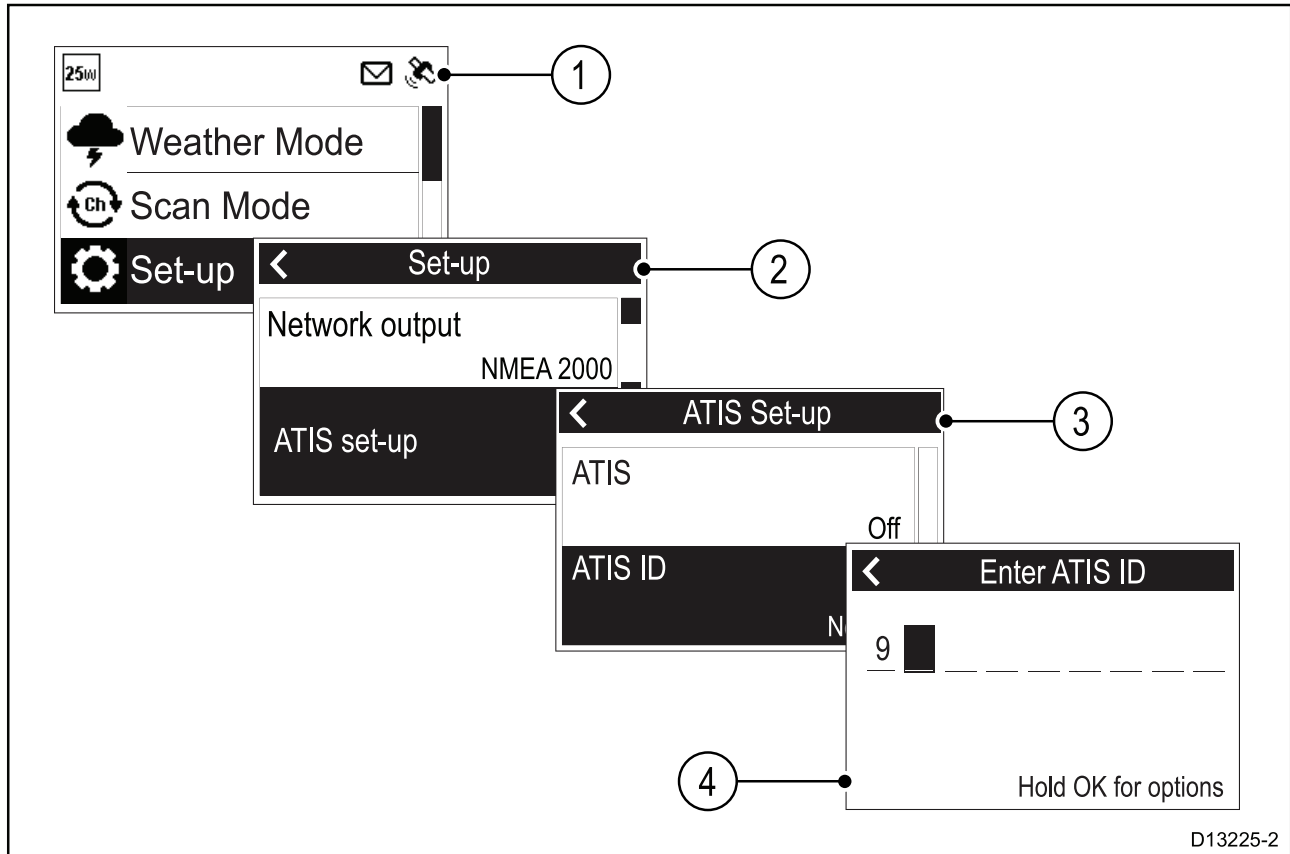 25W
1
Weather Mode
Ch
Scan Mode
Set-up
Set-up
2
Network output
NMEA 2000
ATIS set-up
ATIS Set-up
3
ATIS
Off
ATIS ID
Enter ATIS ID
9
4
Hold OK for options
D13225-2